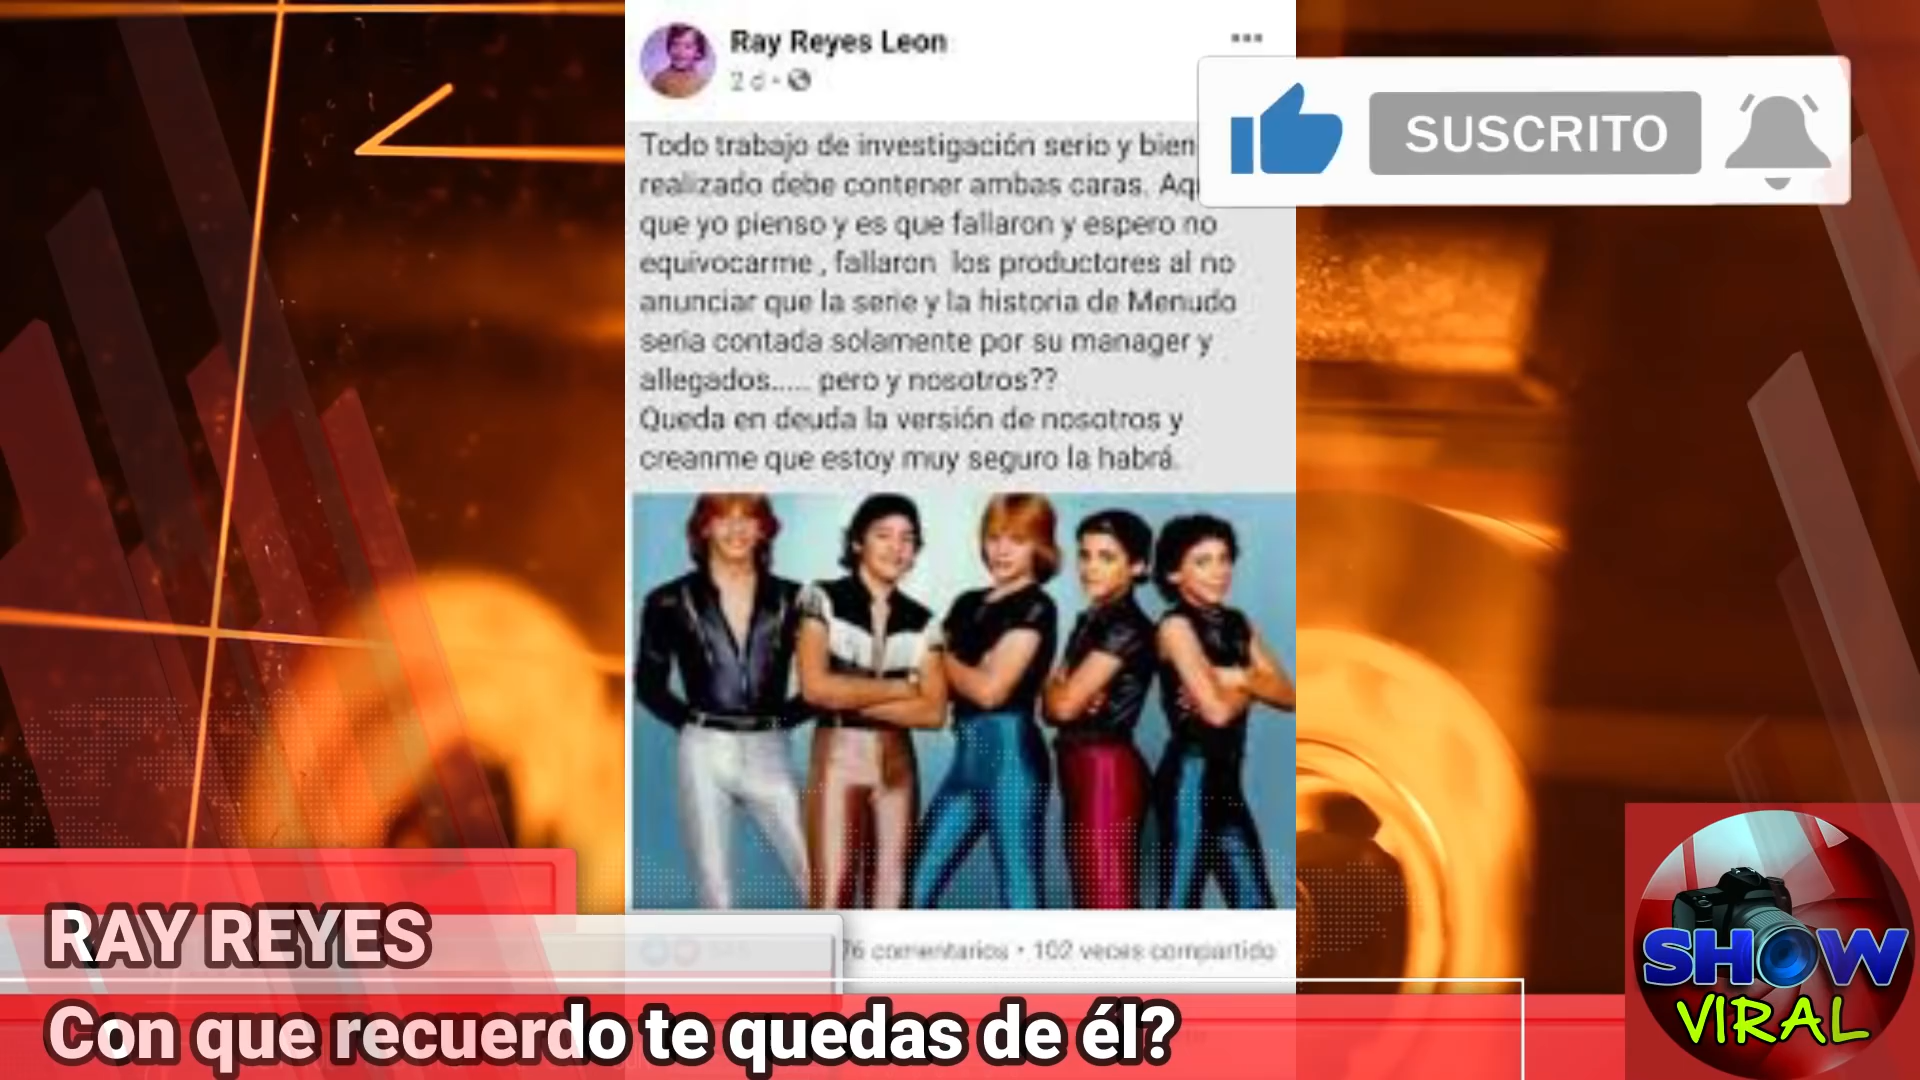 Ray Reyes Leon
2 d
Todo trabajo de investigación serio y bien
realizado debe contener ambas caras. Aq
que yo pienso y es que fallaron y espero no
equivocarme , fallaron los productores al no
anunciar que la serie y la historia de Menudo
seria contada solamente por su manager y
allegados..... pero y nosotros??
Queda en deuda la versión de nosotros y
creanme que estoy muy seguro la habrá.
SUSCRITO
76 comentarios • 102 veces compartido
RAY REYES
Con que recuerdo te quedas de él?
SHOW
VIRAL